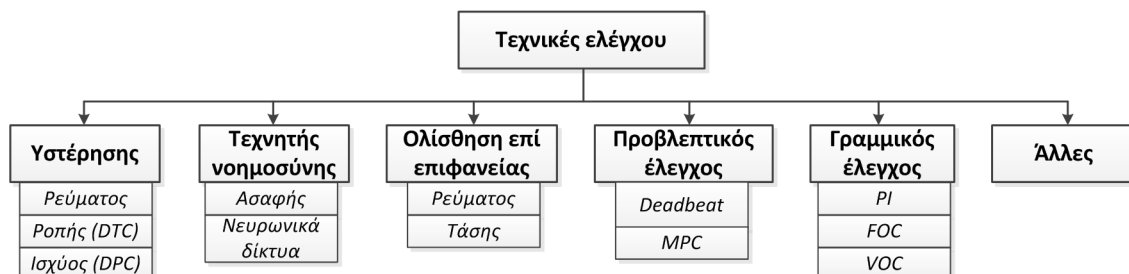 Τεχνικές ελέγχου
Υστέρησης
Ρεύματος
Ροπής (DTC)
Ισχύος (DPC)
Τεχνητής
νοημοσύνης
Ασαφής
Νευρωνικά
δίκτυα
Ολίσθηση επί
επιφανείας
Ρεύματος
Τάσης
Προβλεπτικός
έλεγχος
Deadbeat
MPC
Γραμμικός
έλεγχος
PI
FOC
VOC
Άλλες